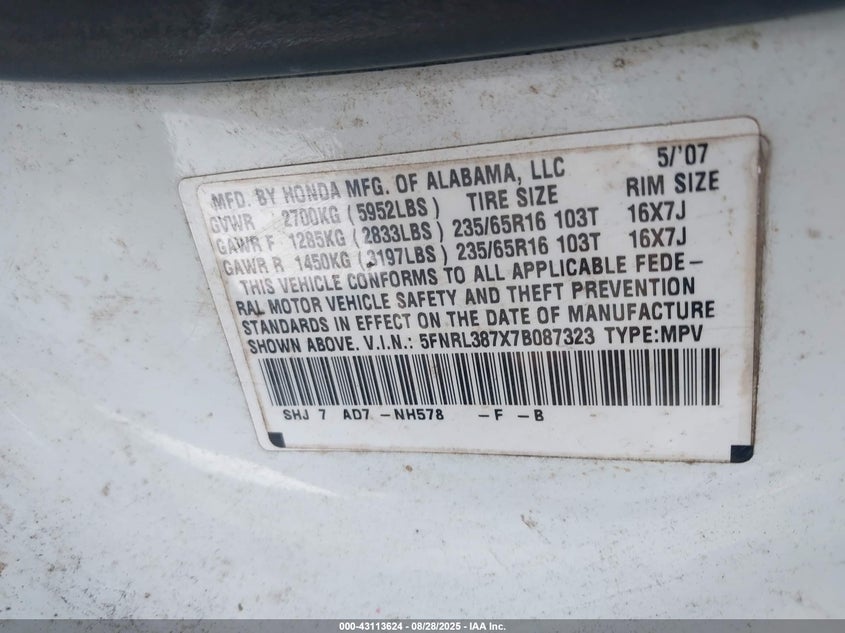 MFD. BY HONDA MFG. OF ALABAMA, LLC 5/'07
GVWR 2700KG (5952LBS) TIRE SIZE RIM SIZE
GAWR F 1285KG (2833LBS) 235/65R16 103T 16X7J
GAWR R 1450KG (3197LBS) 235/65R16 103T 16X7J
THIS VEHICLE CONFORMS TO ALL APPLICABLE FEDE-
RAL MOTOR VEHICLE SAFETY AND THEFT PREVENTION
STANDARDS IN EFFECT ON THE DATE OF MANUFACTURE
SHOWN ABOVE. V.I.N.: 5FNRL387X7B087323 TYPE:MPV
SHJ 7 AD7 -NH578 -F -B
000-43113624 | 08/28/2025 - IAA Inc.